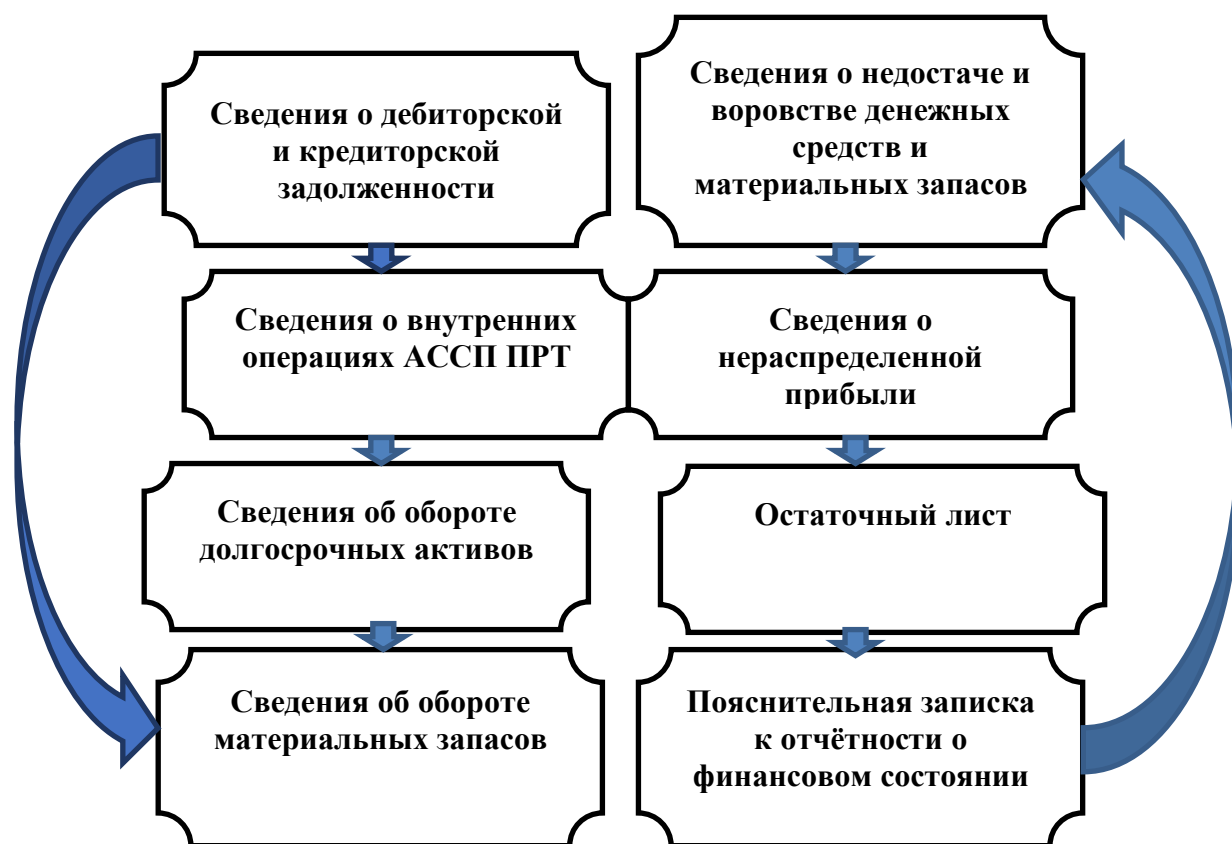 Сведения о дебиторской
и кредиторской
задолженности
Сведения о недостаче и
воровстве денежных
средств и
материальных запасов
Сведения о внутренних
операциях АССП ПРТ
Сведения о
нераспределенной
прибыли
Сведения об обороте
долгосрочных активов
Остаточный лист
Сведения об обороте
материальных запасов
Пояснительная записка
к отчётности о
финансовом состоянии